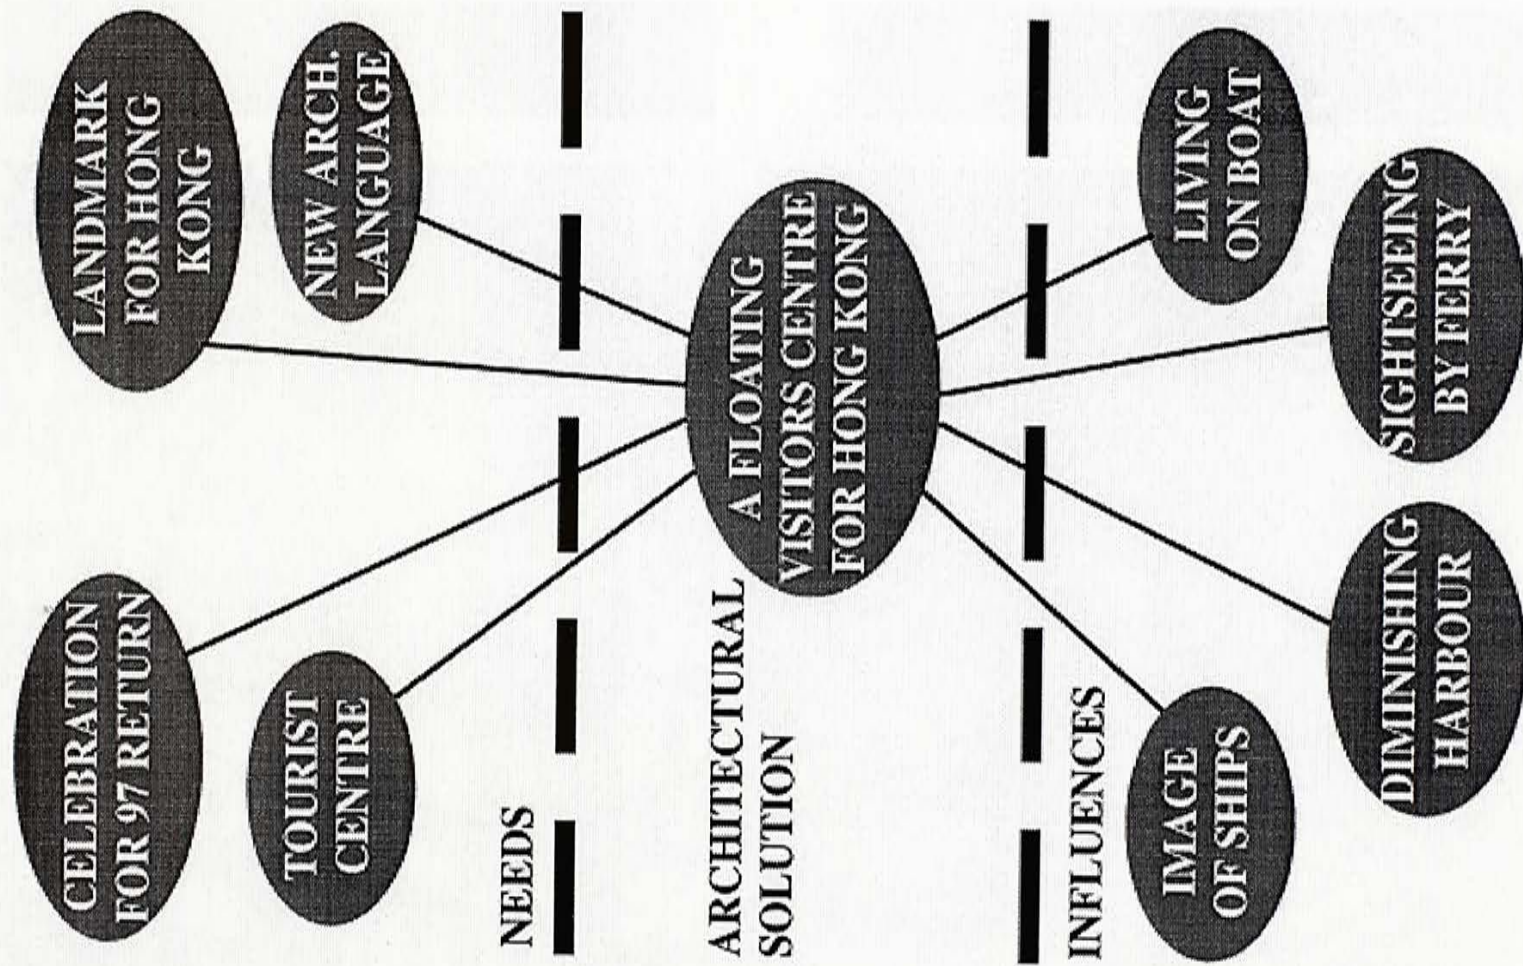 CELEBRATION
FOR 97 RETURN
LANDMARK
FOR HONG
KONG
TOURIST
CENTRE
NEW ARCH.
LANGUAGE
NEEDS
ARCHITECTURAL
SOLUTION
A FLOATING
VISITORS CENTRE
FOR HONG KONG
INFLUENCES
IMAGE
OF SHIPS
LIVING
ON BOAT
DIMINISHING
HARBOUR
SIGHTSEEING
BY FERRY